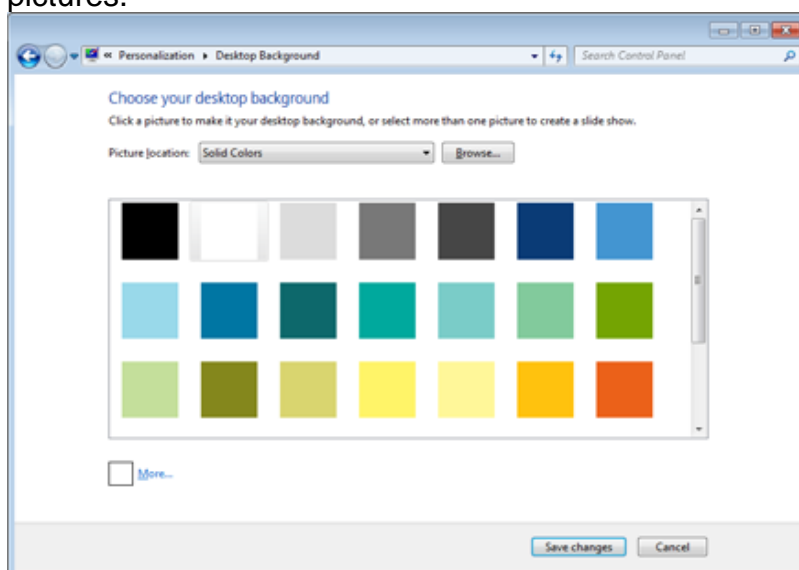 pictures.
« Personalization ▸ Desktop Background
Search Control Panel
Choose your desktop background
Click a picture to make it your desktop background, or select more than one picture to create a slide show.
Picture location: Solid Colors Browse...
More...
Save changes Cancel